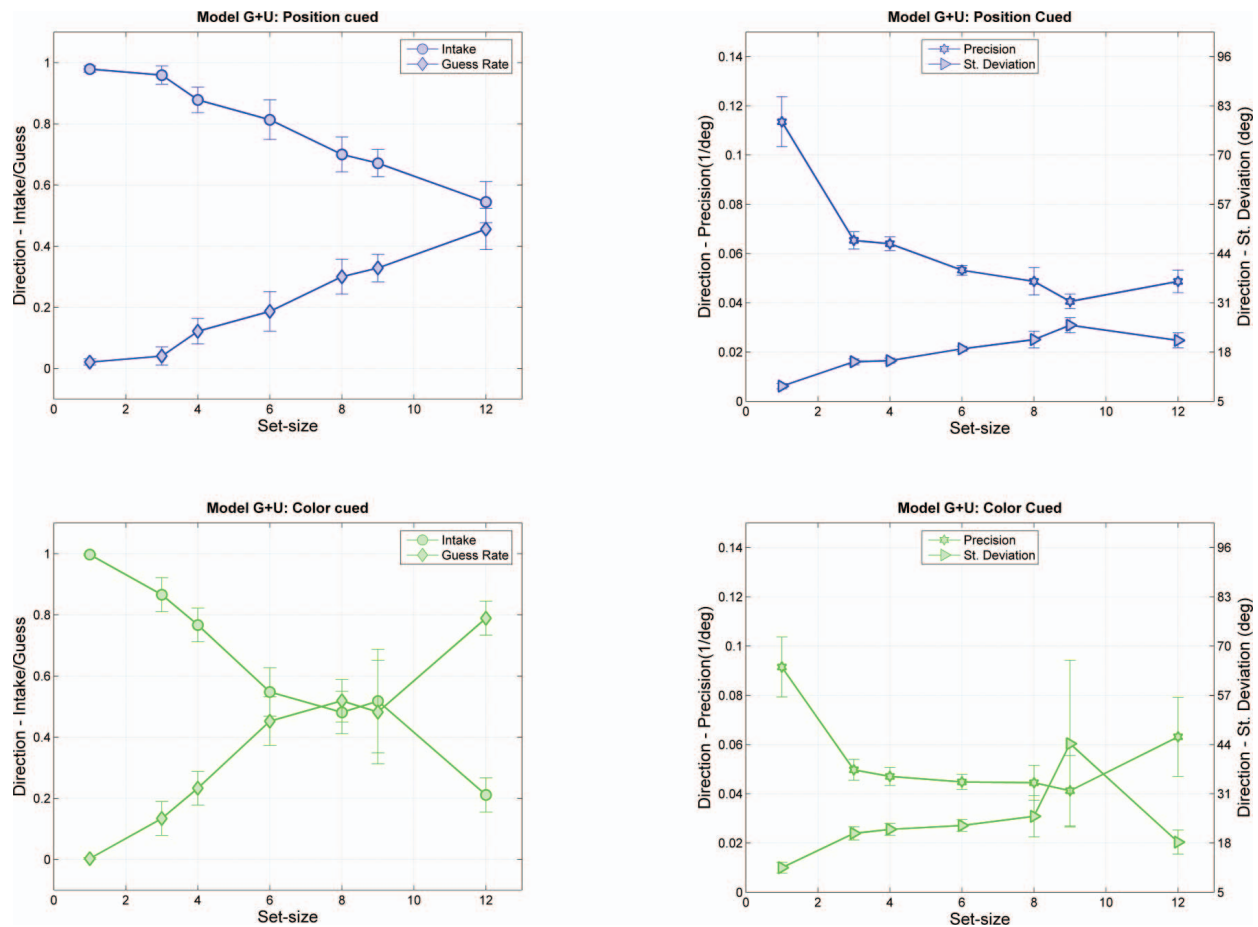 Model G+U: Position cued
Intake
Guess Rate
1
0.8
0.6
0.4
0.2
0
Direction - Intake/Guess
0 2 4 6 8 10 12
Set-size
Model G+U: Position Cued
Precision
St. Deviation
0.14
0.12
0.1
0.08
0.06
0.04
0.02
0
Direction - Precision(1/deg)
96
83
70
57
44
31
18
5
Direction - St. Deviation (deg)
0 2 4 6 8 10 12
Set-size
Model G+U: Color cued
Intake
Guess Rate
1
0.8
0.6
0.4
0.2
0
Direction - Intake/Guess
0 2 4 6 8 10 12
Set-size
Model G+U: Color Cued
Precision
St. Deviation
0.14
0.12
0.1
0.08
0.06
0.04
0.02
0
Direction - Precision(1/deg)
96
83
70
57
44
31
18
5
Direction - St. Deviation (deg)
0 2 4 6 8 10 12
Set-size